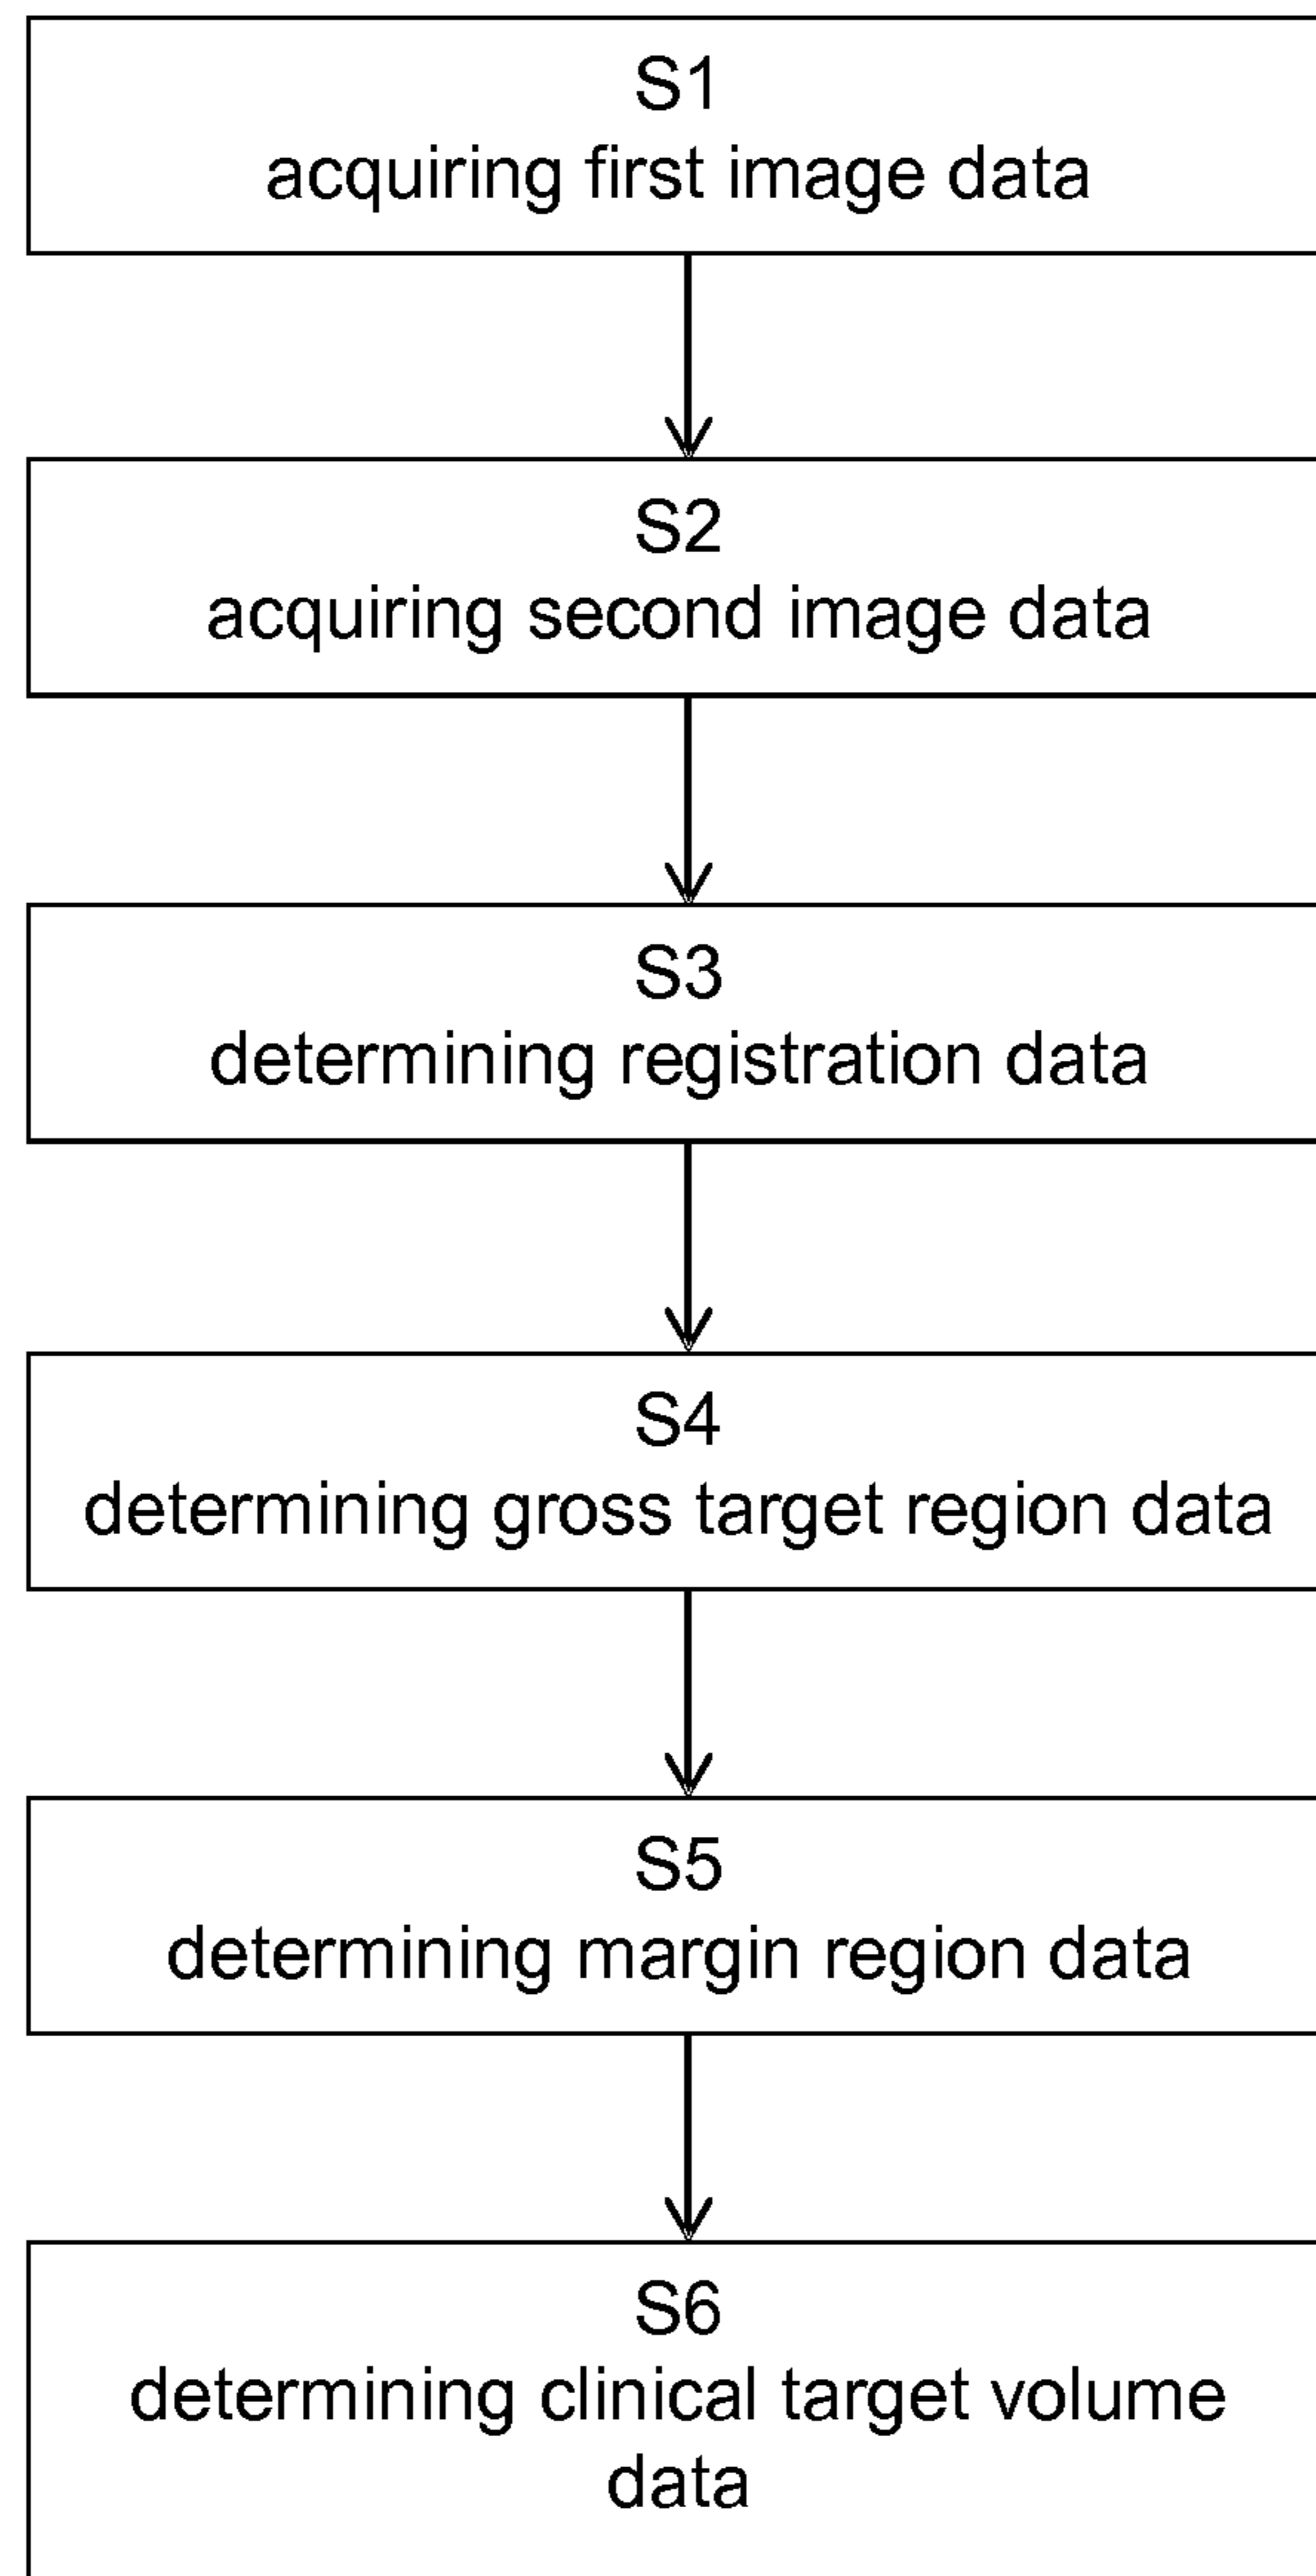 S1
acquiring first image data
S2
acquiring second image data
S3
determining registration data
S4
determining gross target region data
S5
determining margin region data
S6
determining clinical target volume
data